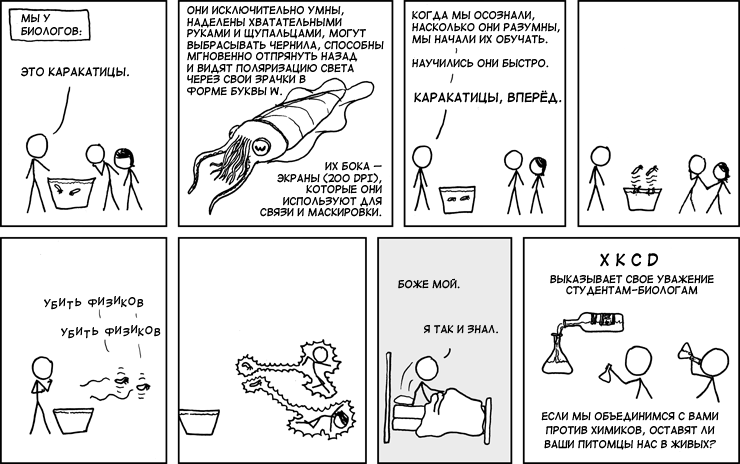 МЫ У
БИОЛОГОВ:
ЭТО КАРАКАТИЦЫ.
ОНИ ИСКЛЮЧИТЕЛЬНО УМНЫ,
НАДЕЛЕНЫ ХВАТАТЕЛЬНЫМИ
РУКАМИ И ЩУПАЛЬЦАМИ, МОГУТ
ВЫБРАСЫВАТЬ ЧЕРНИЛА, СПОСОБНЫ
МГНОВЕННО ОТПРЯНУТЬ НАЗАД
И ВИДЯТ ПОЛЯРИЗАЦИЮ СВЕТА
ЧЕРЕЗ СВОИ ЗРАЧКИ В
ФОРМЕ БУКВЫ W.
ИХ БОКА —
ЭКРАНЫ (200 DPI),
КОТОРЫЕ ОНИ
ИСПОЛЬЗУЮТ ДЛЯ
СВЯЗИ И МАСКИРОВКИ.
КОГДА МЫ ОСОЗНАЛИ,
НАСКОЛЬКО ОНИ РАЗУМНЫ,
МЫ НАЧАЛИ ИХ ОБУЧАТЬ.
НАУЧИЛИСЬ ОНИ БЫСТРО.
КАРАКАТИЦЫ, ВПЕРЁД.
УБИТЬ ФИЗИКОВ
УБИТЬ ФИЗИКОВ
БОЖЕ МОЙ.
Я ТАК И ЗНАЛ.
XKCD
ВЫКАЗЫВАЕТ СВОЕ УВАЖЕНИЕ
СТУДЕНТАМ-БИОЛОГАМ
ЕСЛИ МЫ ОБЪЕДИНИМСЯ С ВАМИ
ПРОТИВ ХИМИКОВ, ОСТАВЯТ ЛИ
ВАШИ ПИТОМЦЫ НАС В ЖИВЫХ?